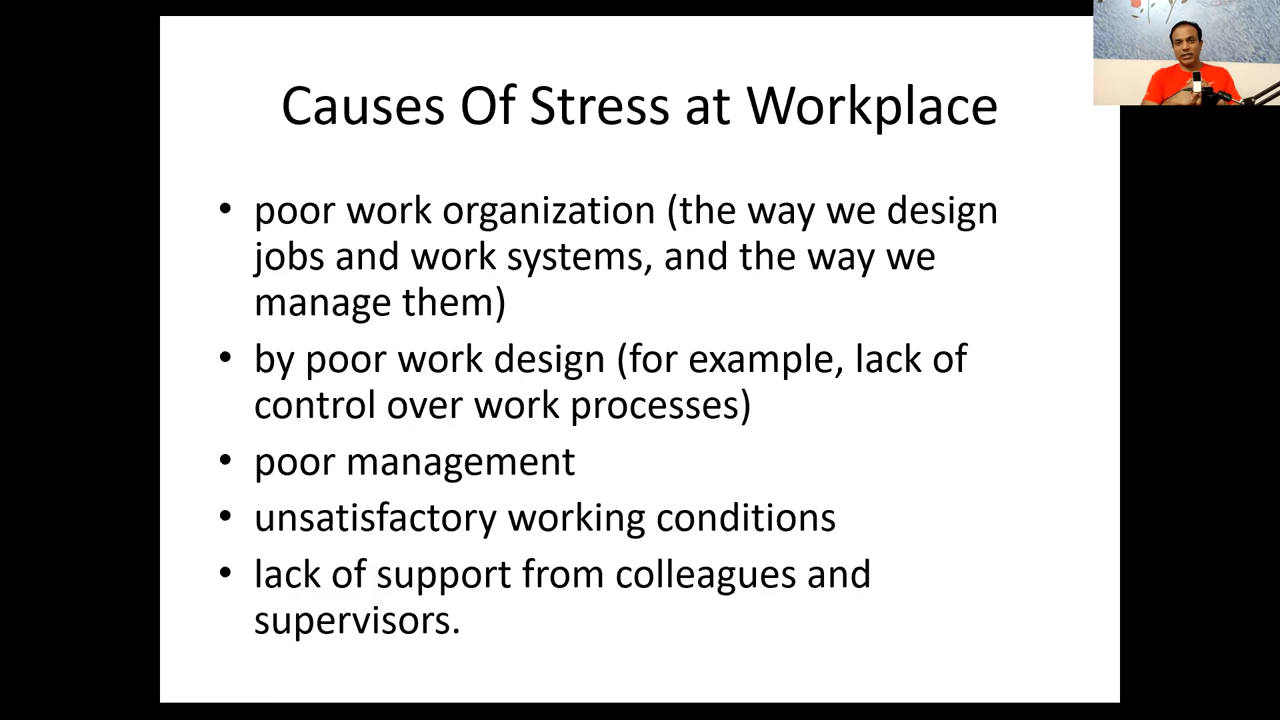 Causes Of Stress at Workplace
• poor work organization (the way we design
jobs and work systems, and the way we
manage them)
• by poor work design (for example, lack of
control over work processes)
• poor management
• unsatisfactory working conditions
• lack of support from colleagues and
supervisors.